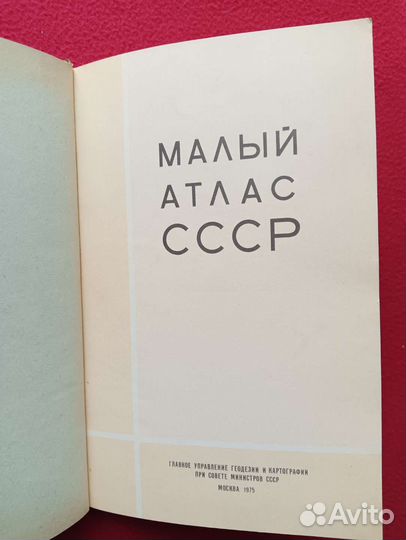 МАЛЫЙ
АТЛАС
СССР
ГЛАВНОЕ УПРАВЛЕНИЕ ГЕОДЕЗИИ И КАРТОГРАФИИ
ПРИ СОВЕТЕ МИНИСТРОВ СССР
МОСКВА 1975
Avito